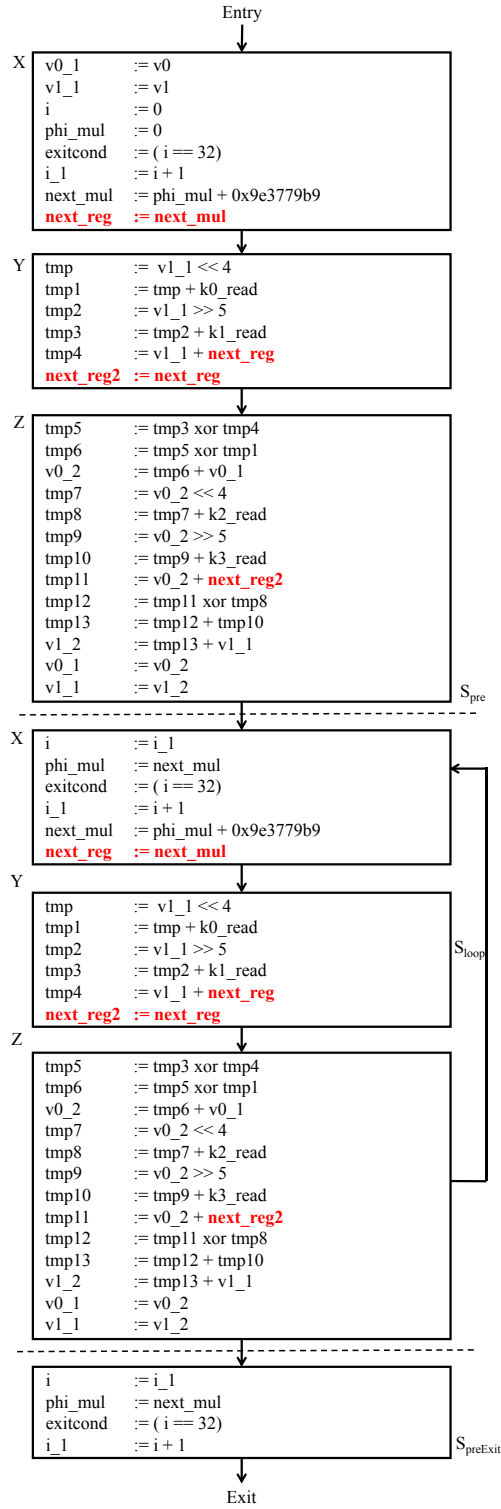 Entry
X
v0_1 := v0
v1_1 := v1
i := 0
phi_mul := 0
exitcond := ( i == 32)
i_1 := i + 1
next_mul := phi_mul + 0x9e3779b9
next_reg := next_mul
Y
tmp := v1_1 << 4
tmp1 := tmp + k0_read
tmp2 := v1_1 >> 5
tmp3 := tmp2 + k1_read
tmp4 := v1_1 + next_reg
next_reg2 := next_reg
Z
tmp5 := tmp3 xor tmp4
tmp6 := tmp5 xor tmp1
v0_2 := tmp6 + v0_1
tmp7 := v0_2 << 4
tmp8 := tmp7 + k2_read
tmp9 := v0_2 >> 5
tmp10 := tmp9 + k3_read
tmp11 := v0_2 + next_reg2
tmp12 := tmp11 xor tmp8
tmp13 := tmp12 + tmp10
v1_2 := tmp13 + v1_1
v0_1 := v0_2
v1_1 := v1_2
Spre
X
i := i_1
phi_mul := next_mul
exitcond := ( i == 32)
i_1 := i + 1
next_mul := phi_mul + 0x9e3779b9
next_reg := next_mul
Y
tmp := v1_1 << 4
tmp1 := tmp + k0_read
tmp2 := v1_1 >> 5
tmp3 := tmp2 + k1_read
tmp4 := v1_1 + next_reg
next_reg2 := next_reg
Sloop
Z
tmp5 := tmp3 xor tmp4
tmp6 := tmp5 xor tmp1
v0_2 := tmp6 + v0_1
tmp7 := v0_2 << 4
tmp8 := tmp7 + k2_read
tmp9 := v0_2 >> 5
tmp10 := tmp9 + k3_read
tmp11 := v0_2 + next_reg2
tmp12 := tmp11 xor tmp8
tmp13 := tmp12 + tmp10
v1_2 := tmp13 + v1_1
v0_1 := v0_2
v1_1 := v1_2
i := i_1
phi_mul := next_mul
exitcond := ( i == 32)
i_1 := i + 1
SpreExit
Exit